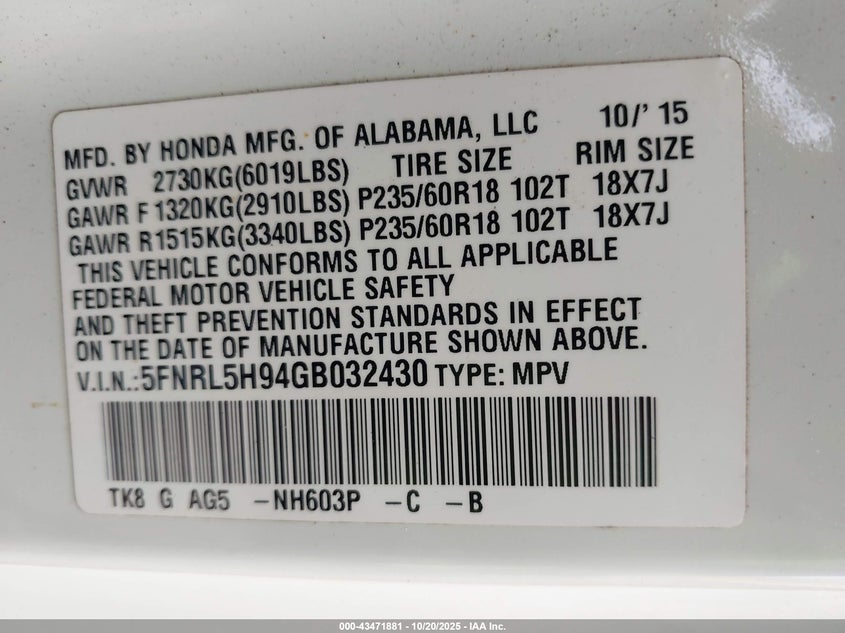 MFD. BY HONDA MFG. OF ALABAMA, LLC 10/' 15
GVWR 2730KG(6019LBS) TIRE SIZE RIM SIZE
GAWR F1320KG(2910LBS) P235/60R18 102T 18X7J
GAWR R1515KG(3340LBS) P235/60R18 102T 18X7J
THIS VEHICLE CONFORMS TO ALL APPLICABLE
FEDERAL MOTOR VEHICLE SAFETY
AND THEFT PREVENTION STANDARDS IN EFFECT
ON THE DATE OF MANUFACTURE SHOWN ABOVE.
V.I.N.:5FNRL5H94GB032430 TYPE: MPV
TK8 G AG5 -NH603P -C -B
000-43471881 - 10/20/2025 - IAA Inc.